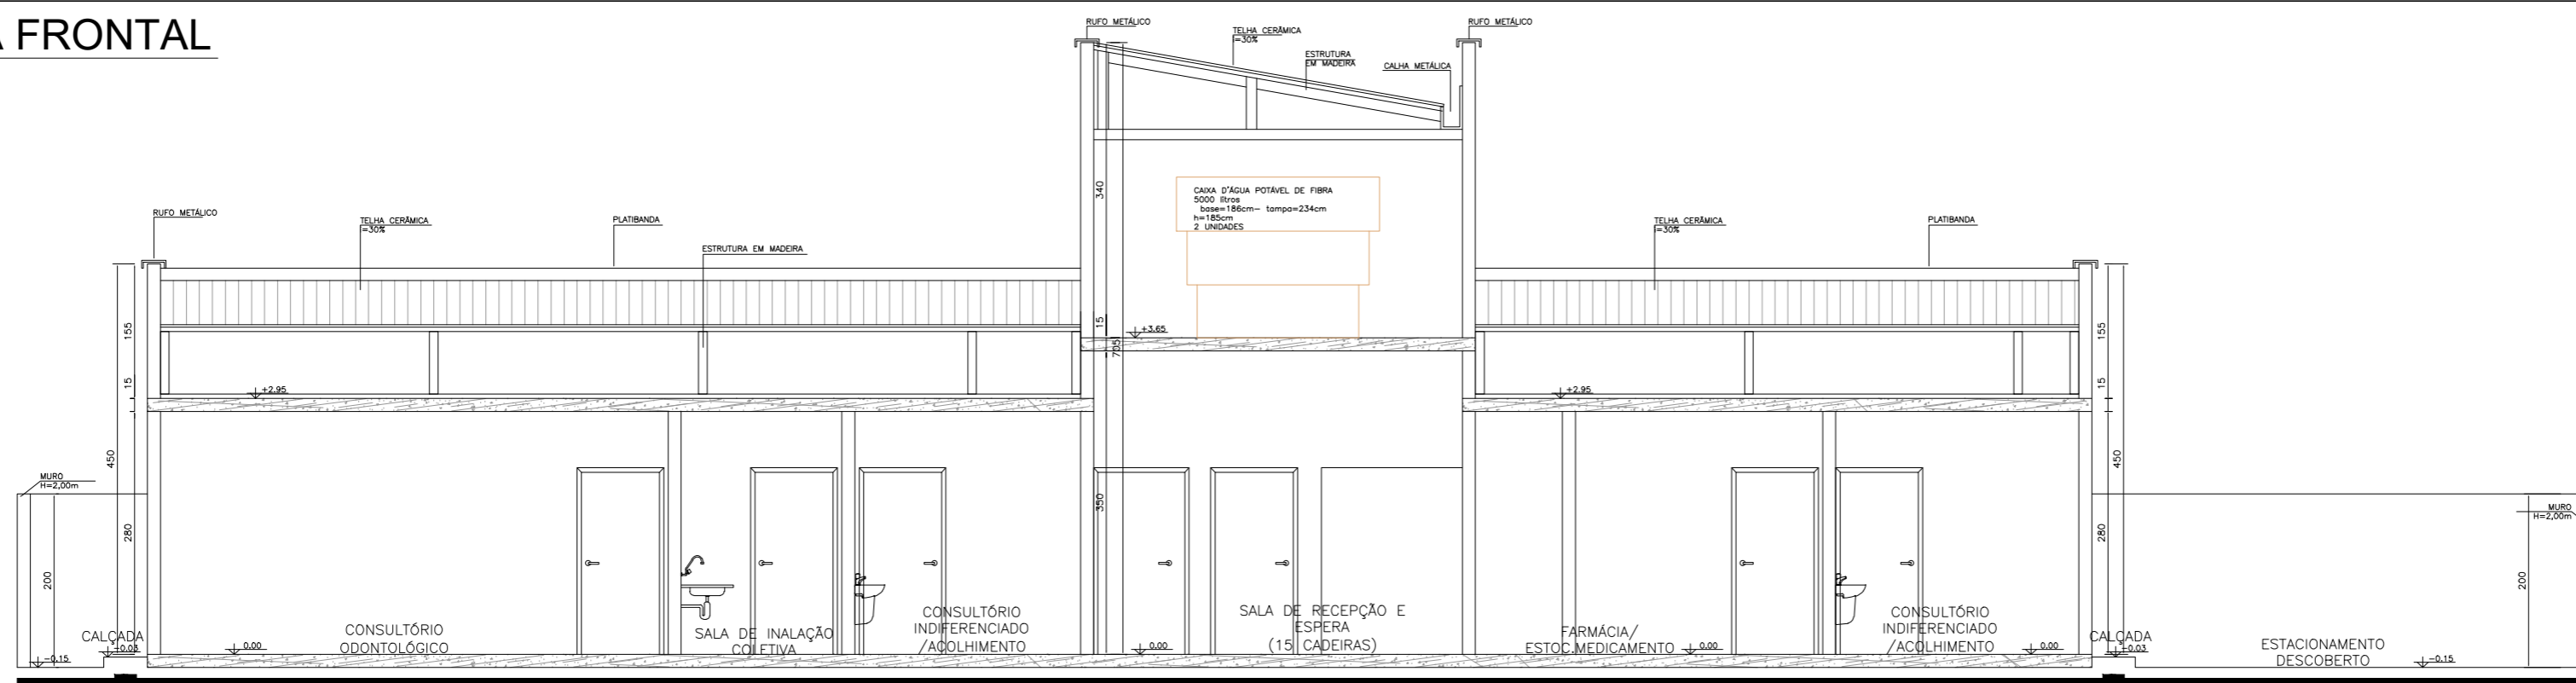 A FRONTAL
RUFO METÁLICO
TELHA CERÂMICA
i=30%
ESTRUTURA
EM MADEIRA
CALHA METÁLICA
RUFO METÁLICO
CAIXA D'ÁGUA POTÁVEL DE FIBRA
5000 litros
base=186cm- tampa=234cm
h=185cm
2 UNIDADES
340
15
+3.65
705
350
RUFO METÁLICO
TELHA CERÂMICA
i=30%
PLATIBANDA
ESTRUTURA EM MADEIRA
TELHA CERÂMICA
i=30%
PLATIBANDA
155
15
450
280
+2.95
+2.95
155
15
450
280
MURO
H=2,00m
200
CALÇADA
+0.03
-0.15
0.00
CONSULTÓRIO
ODONTOLÓGICO
SALA DE INALAÇÃO
COLETIVA
CONSULTÓRIO
INDIFERENCIADO
/ACOLHIMENTO
0.00
SALA DE RECEPÇÃO E
ESPERA
(15 CADEIRAS)
FARMÁCIA/
ESTOC.MEDICAMENTO
0.00
CONSULTÓRIO
INDIFERENCIADO
/ACOLHIMENTO
0.00
CALÇADA
-0.03
ESTACIONAMENTO
DESCOBERTO
-0.15
MURO
H=2,00m
200